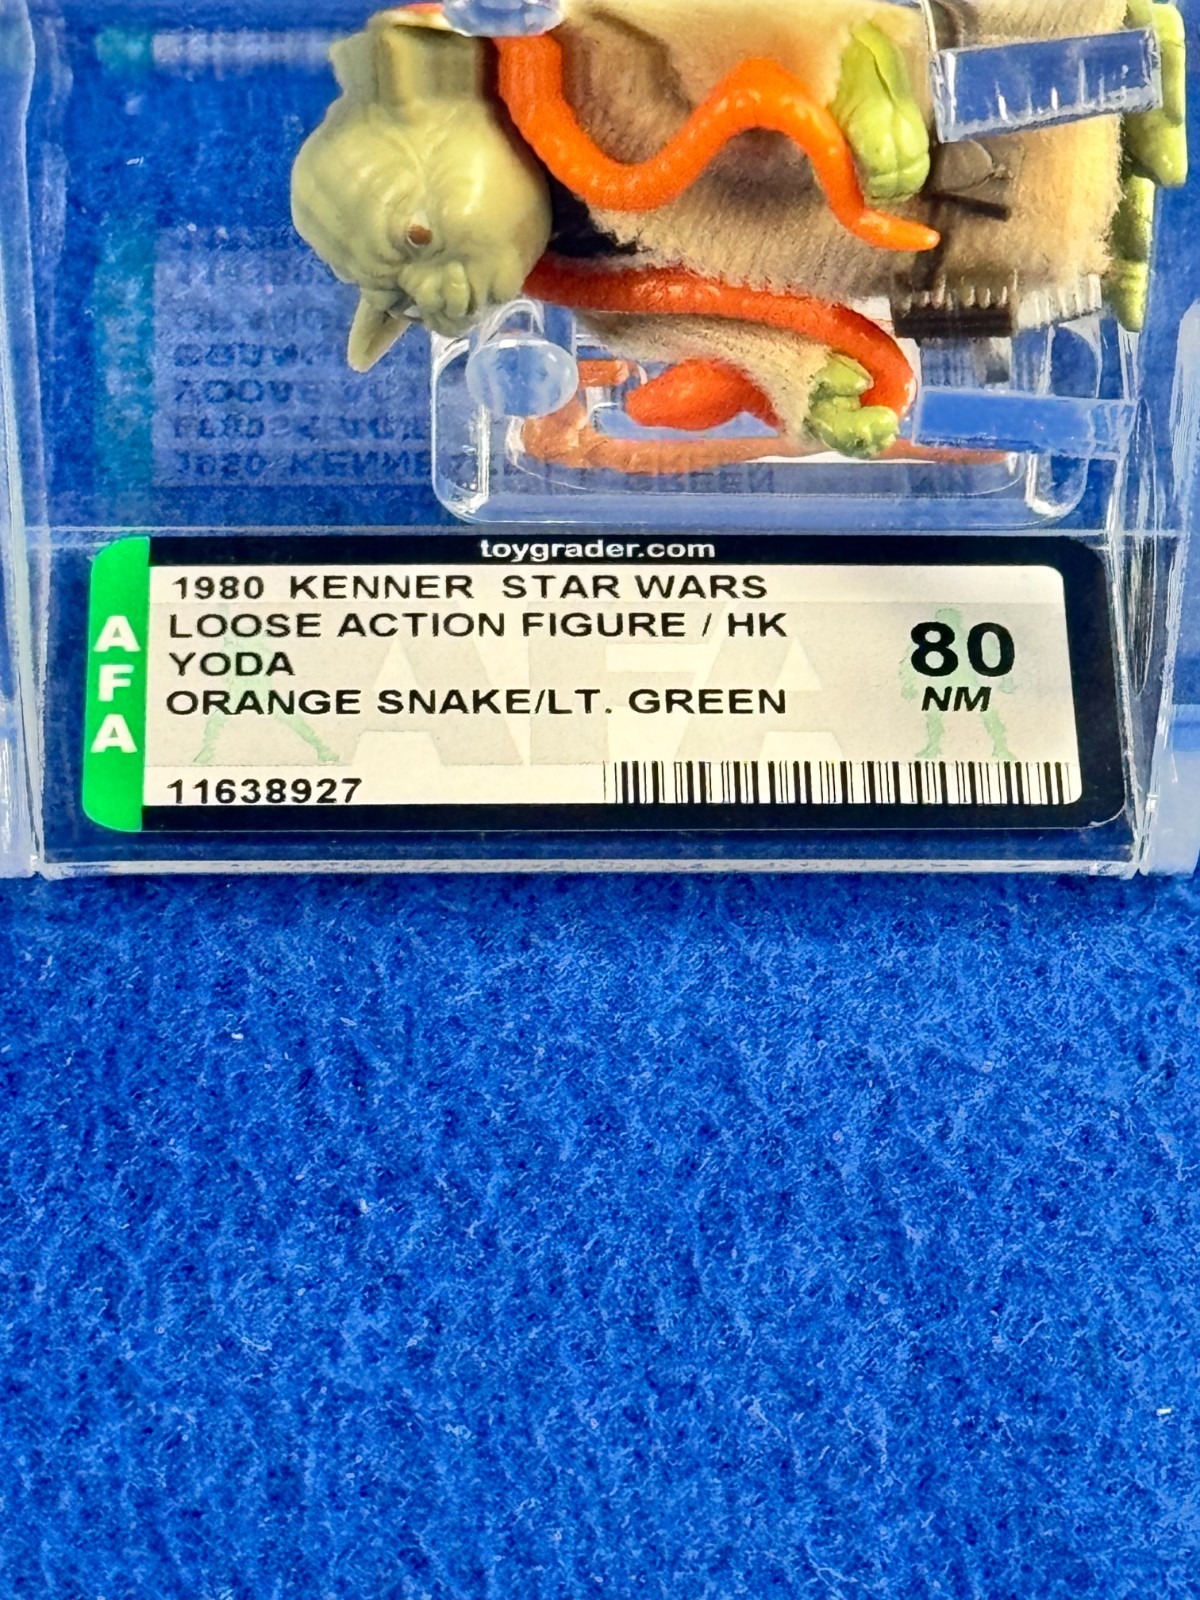 toygrader.com
AFA
1980 KENNER STAR WARS
LOOSE ACTION FIGURE / HK
YODA
ORANGE SNAKE/LT. GREEN
80
NM
11638927